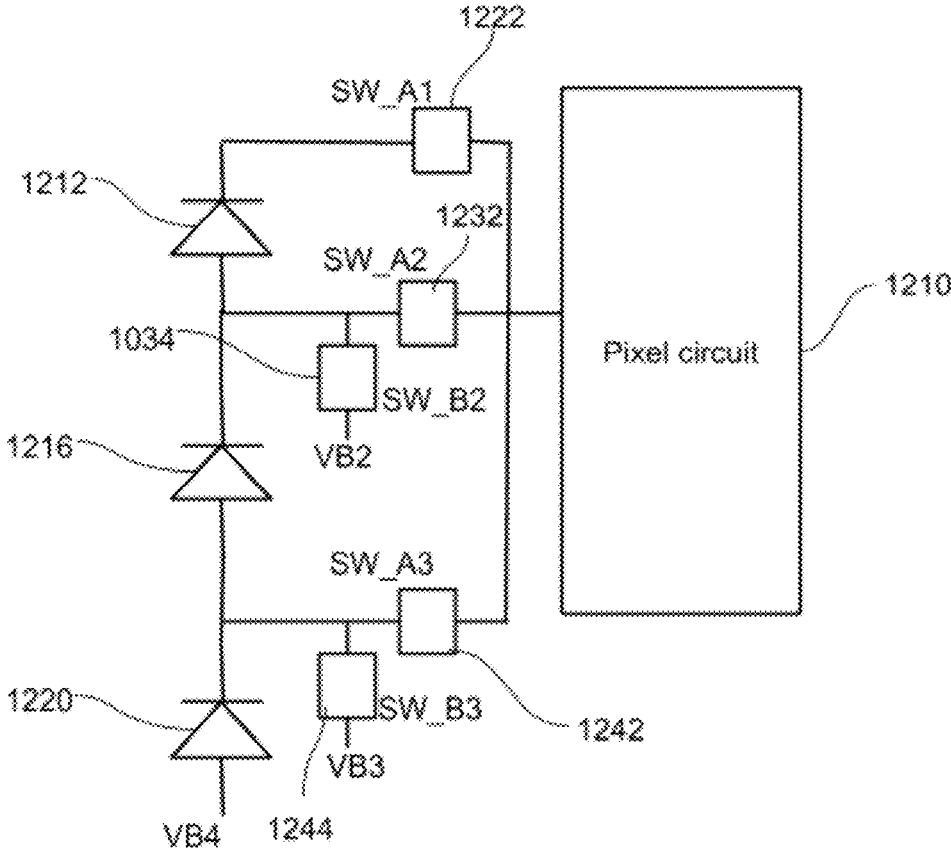 1222
SW_A1
1212
1232
SW_A2
1210
1034
Pixel circuit
SW_B2
1216
VB2
SW_A3
1220
SW_B3
1242
VB3
VB4
1244